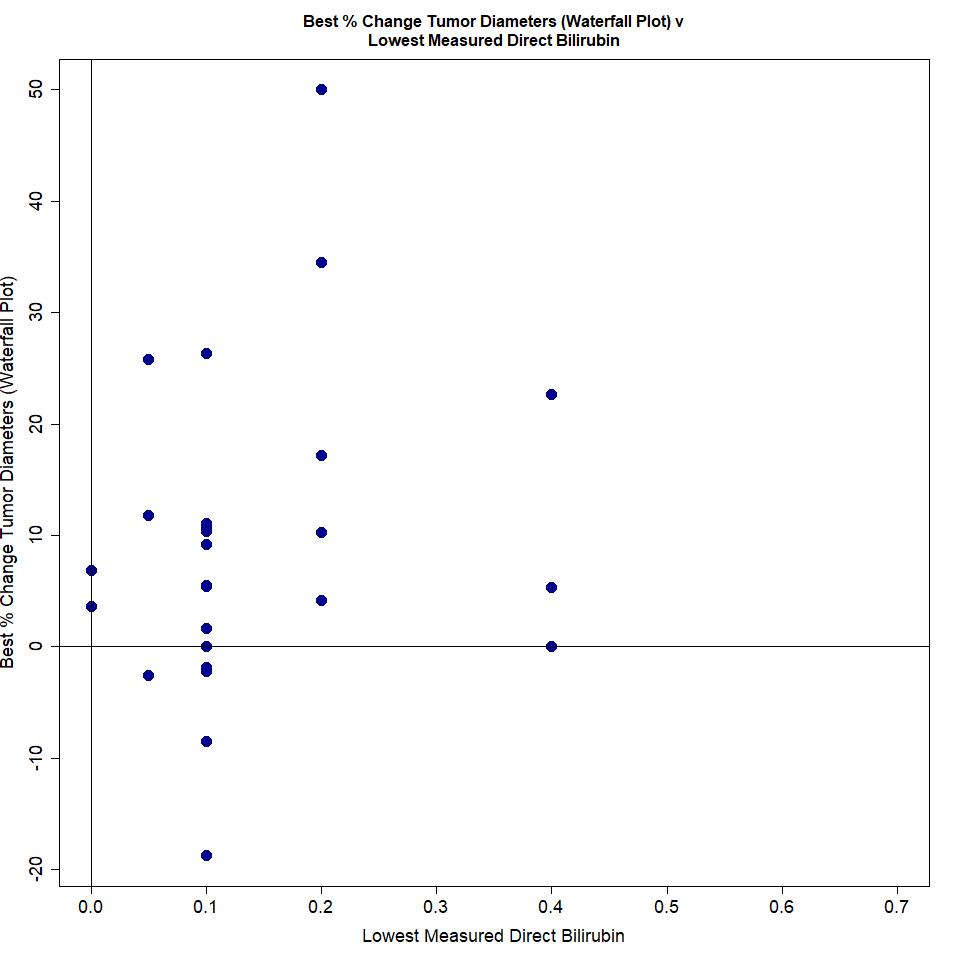 Best % Change Tumor Diameters (Waterfall Plot) v
Lowest Measured Direct Bilirubin
Best % Change Tumor Diameters (Waterfall Plot)
50
40
30
20
10
0
-10
-20
0.0 0.1 0.2 0.3 0.4 0.5 0.6 0.7
Lowest Measured Direct Bilirubin